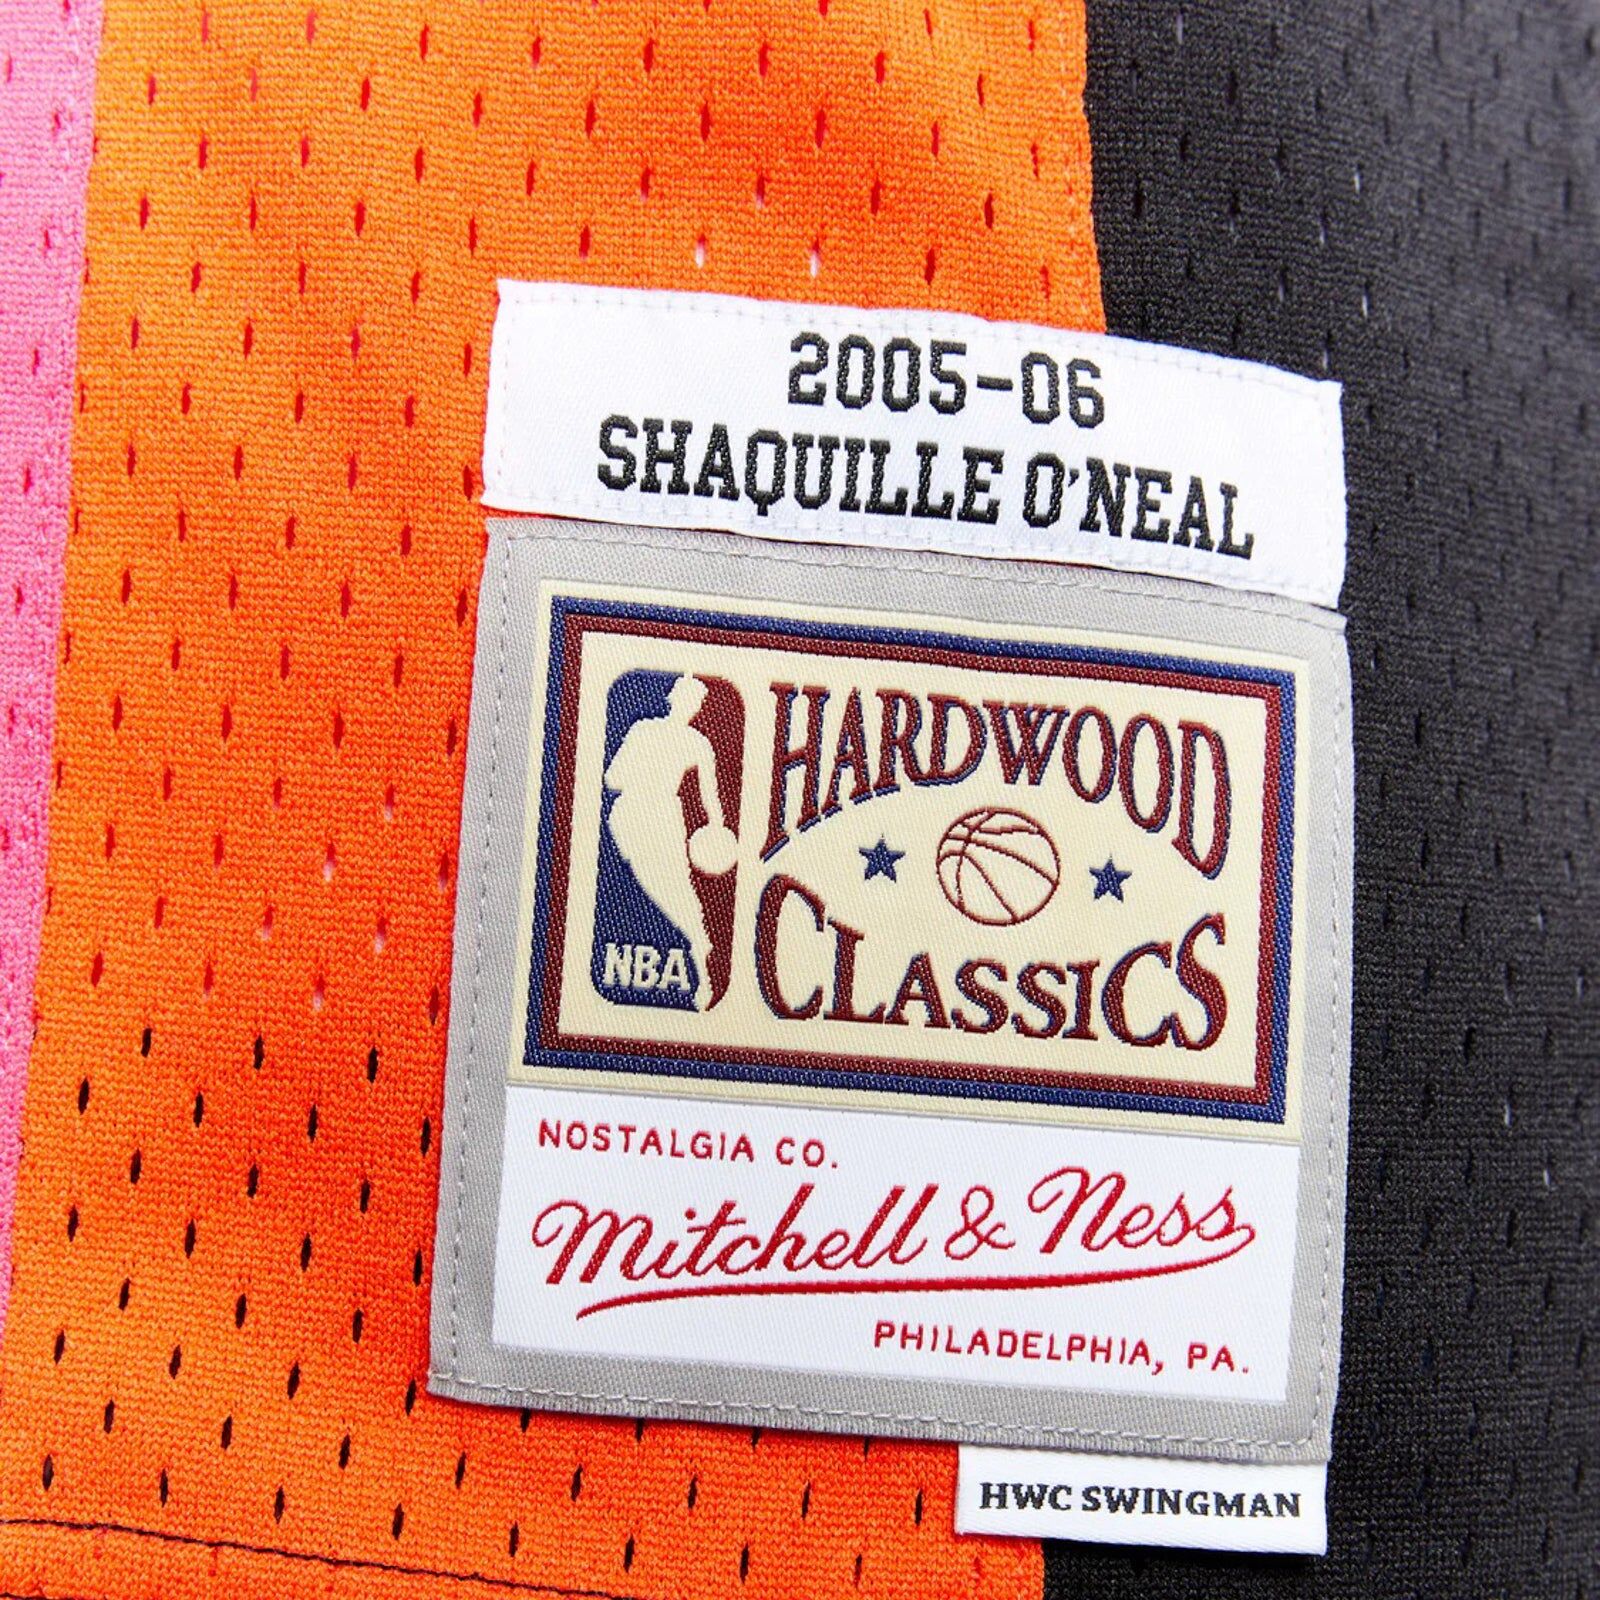 2005-06
SHAQUILLE O'NEAL
HARDWOOD
CLASSICS
NBA
NOSTALGIA CO.
Mitchell & Ness
PHILADELPHIA, PA.
HWC SWINGMAN